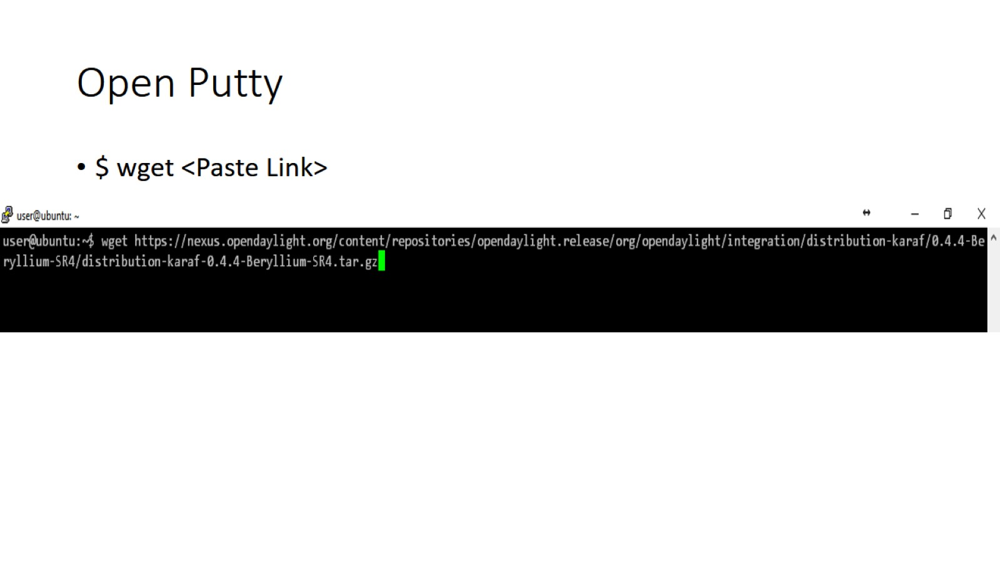 Open Putty
• $ wget <Paste Link>
user@ubuntu: ~
user@ubuntu:~$ wget https://nexus.opendaylight.org/content/repositories/opendaylight.release/org/opendaylight/integration/distribution-karaf/0.4.4-Be
ryllium-SR4/distribution-karaf-0.4.4-Beryllium-SR4.tar.gz